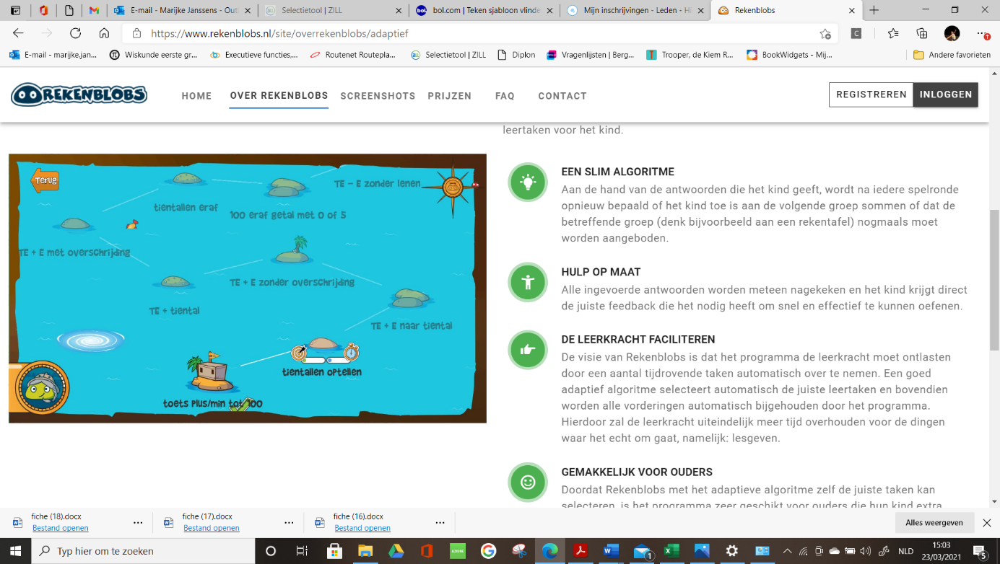 E-mail - Marijke Janssens - Out
Selectietool | ZILL
bol.com | Teken sjabloon vlinde
Mijn inschrijvingen - Leden - Hi
Rekenblobs
https://www.rekenblobs.nl/site/overrekenblobs/adaptief
E-mail - marijke.jan...
Wiskunde eerste gr...
Executieve functies,...
Routenet Routepla...
Selectietool | ZILL
Diplon
Vragenlijsten | Berg...
Trooper, de Kiem R...
BookWidgets - Mij...
Andere favorieten
REKENBLOBS
HOME
OVER REKENBLOBS
SCREENSHOTS
PRIJZEN
FAQ
CONTACT
REGISTREREN
INLOGGEN
leertaken voor het kind.
Terug
TE - E zonder lenen
tientallen eraf
100 eraf getal met 0 of 5
TE + E met overschrijding
TE + E zonder overschrijding
TE + tiental
TE + E naar tiental
tientallen optellen
toets plus/min tot 100
EEN SLIM ALGORITME
Aan de hand van de antwoorden die het kind geeft, wordt na iedere spelronde
opnieuw bepaald of het kind toe is aan de volgende groep sommen of dat de
betreffende groep (denk bijvoorbeeld aan een rekentafel) nogmaals moet
worden aangeboden.
HULP OP MAAT
Alle ingevoerde antwoorden worden meteen nagekeken en het kind krijgt direct
de juiste feedback die het nodig heeft om snel en effectief te kunnen oefenen.
DE LEERKRACHT FACILITEREN
De visie van Rekenblobs is dat het programma de leerkracht moet ontlasten
door een aantal tijdrovende taken automatisch over te nemen. Een goed
adaptief algoritme selecteert automatisch de juiste leertaken en bovendien
worden alle vorderingen automatisch bijgehouden door het programma.
Hierdoor zal de leerkracht uiteindelijk meer tijd overhouden voor de dingen
waar het echt om gaat, namelijk: lesgeven.
GEMAKKELIJK VOOR OUDERS
Doordat Rekenblobs met het adaptieve algoritme zelf de juiste taken kan
selecteren, is het programma zeer geschikt voor ouders die hun kind extra
fiche (18).docx
Bestand openen
fiche (17).docx
Bestand openen
fiche (16).docx
Bestand openen
Alles weergeven
Typ hier om te zoeken
NLD
15:03
23/03/2021